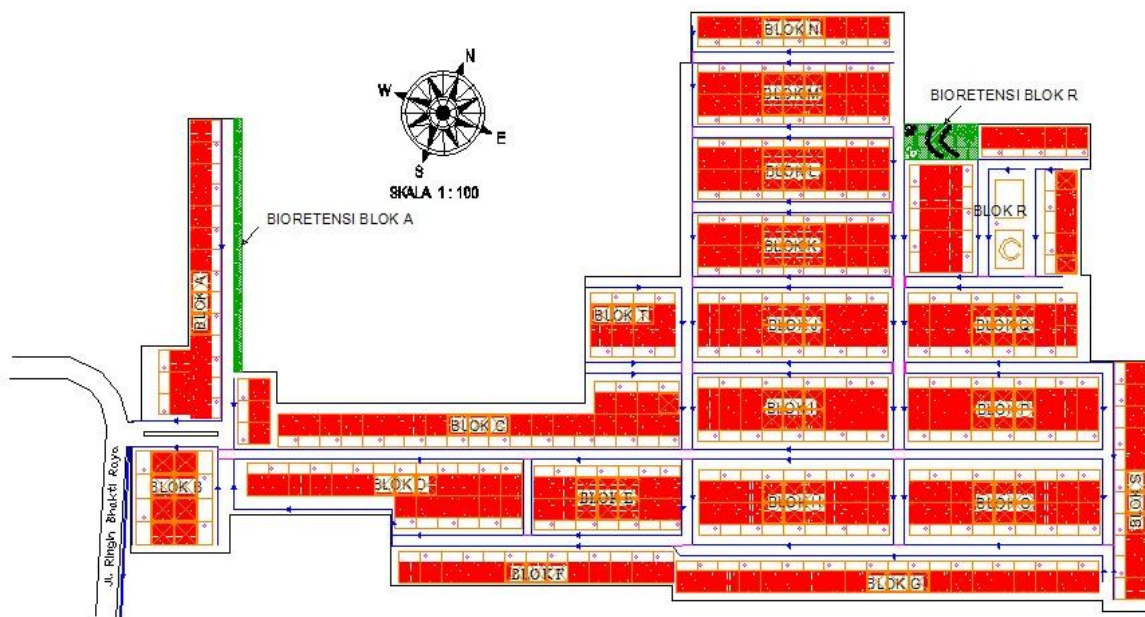 BLOK N
N
W
E
S
SKALA 1 : 100
BLOK M
BIORETENSI BLOK R
BLOK L
BIORETENSI BLOK A
BLOK R
BLOK K
BLOK A
BLOK T
BLOK J
BLOK Q
BLOK C
BLOK I
BLOK P
BLOK B
BLOK D
BLOK E
BLOK H
BLOK O
BLOK S
Jl. Ringin Bhakti Raya
BLOK F
BLOK G